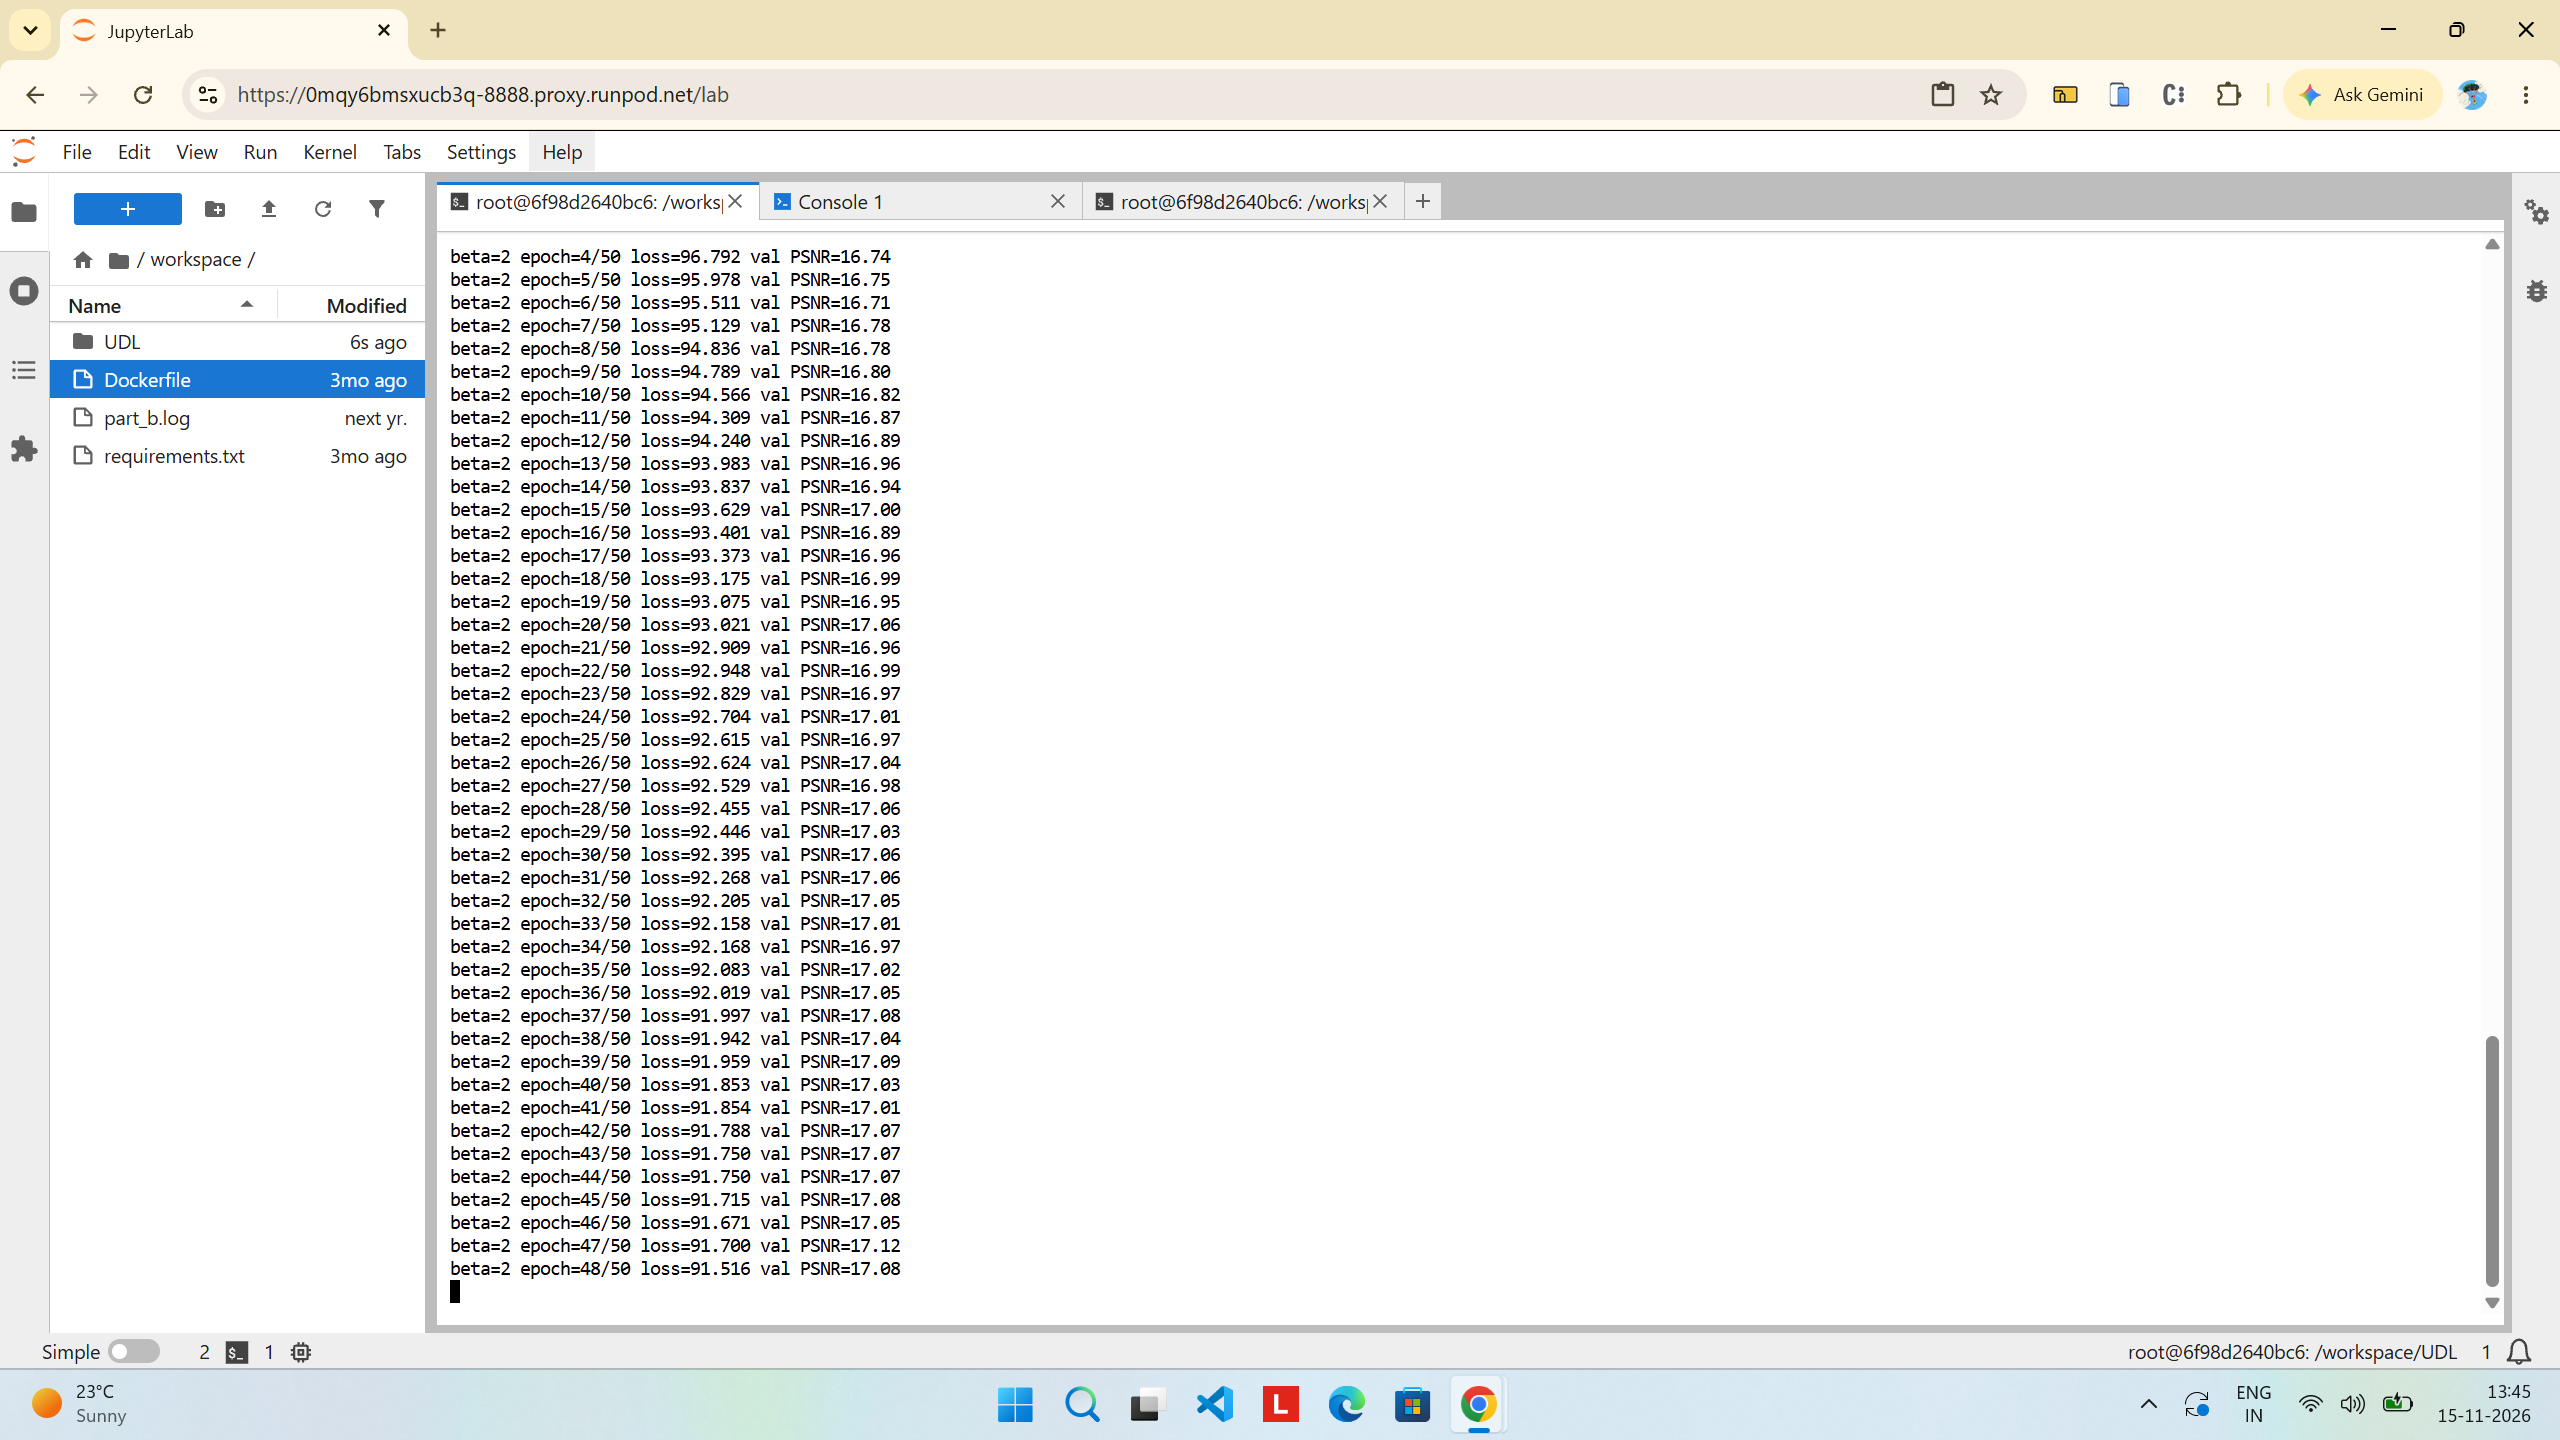 JupyterLab
https://0mqy6bmsxucb3q-8888.proxy.runpod.net/lab
Ask Gemini
File Edit View Run Kernel Tabs Settings Help
/ workspace /
Name Modified
UDL 6s ago
Dockerfile 3mo ago
part_b.log next yr.
requirements.txt 3mo ago
root@6f98d2640bc6: /works
Console 1
root@6f98d2640bc6: /works
beta=2 epoch=4/50 loss=96.792 val PSNR=16.74
beta=2 epoch=5/50 loss=95.978 val PSNR=16.75
beta=2 epoch=6/50 loss=95.511 val PSNR=16.71
beta=2 epoch=7/50 loss=95.129 val PSNR=16.78
beta=2 epoch=8/50 loss=94.836 val PSNR=16.78
beta=2 epoch=9/50 loss=94.789 val PSNR=16.80
beta=2 epoch=10/50 loss=94.566 val PSNR=16.82
beta=2 epoch=11/50 loss=94.309 val PSNR=16.87
beta=2 epoch=12/50 loss=94.240 val PSNR=16.89
beta=2 epoch=13/50 loss=93.983 val PSNR=16.96
beta=2 epoch=14/50 loss=93.837 val PSNR=16.94
beta=2 epoch=15/50 loss=93.629 val PSNR=17.00
beta=2 epoch=16/50 loss=93.401 val PSNR=16.89
beta=2 epoch=17/50 loss=93.373 val PSNR=16.96
beta=2 epoch=18/50 loss=93.175 val PSNR=16.99
beta=2 epoch=19/50 loss=93.075 val PSNR=16.95
beta=2 epoch=20/50 loss=93.021 val PSNR=17.06
beta=2 epoch=21/50 loss=92.909 val PSNR=16.96
beta=2 epoch=22/50 loss=92.948 val PSNR=16.99
beta=2 epoch=23/50 loss=92.829 val PSNR=16.97
beta=2 epoch=24/50 loss=92.704 val PSNR=17.01
beta=2 epoch=25/50 loss=92.615 val PSNR=16.97
beta=2 epoch=26/50 loss=92.624 val PSNR=17.04
beta=2 epoch=27/50 loss=92.529 val PSNR=16.98
beta=2 epoch=28/50 loss=92.455 val PSNR=17.06
beta=2 epoch=29/50 loss=92.446 val PSNR=17.03
beta=2 epoch=30/50 loss=92.395 val PSNR=17.06
beta=2 epoch=31/50 loss=92.268 val PSNR=17.06
beta=2 epoch=32/50 loss=92.205 val PSNR=17.05
beta=2 epoch=33/50 loss=92.158 val PSNR=17.01
beta=2 epoch=34/50 loss=92.168 val PSNR=16.97
beta=2 epoch=35/50 loss=92.083 val PSNR=17.02
beta=2 epoch=36/50 loss=92.019 val PSNR=17.05
beta=2 epoch=37/50 loss=91.997 val PSNR=17.08
beta=2 epoch=38/50 loss=91.942 val PSNR=17.04
beta=2 epoch=39/50 loss=91.959 val PSNR=17.09
beta=2 epoch=40/50 loss=91.853 val PSNR=17.03
beta=2 epoch=41/50 loss=91.854 val PSNR=17.01
beta=2 epoch=42/50 loss=91.788 val PSNR=17.07
beta=2 epoch=43/50 loss=91.750 val PSNR=17.07
beta=2 epoch=44/50 loss=91.750 val PSNR=17.07
beta=2 epoch=45/50 loss=91.715 val PSNR=17.08
beta=2 epoch=46/50 loss=91.671 val PSNR=17.05
beta=2 epoch=47/50 loss=91.700 val PSNR=17.12
beta=2 epoch=48/50 loss=91.516 val PSNR=17.08
Simple 2 1
root@6f98d2640bc6: /workspace/UDL 1
23°C
Sunny
ENG
IN
13:45
15-11-2026